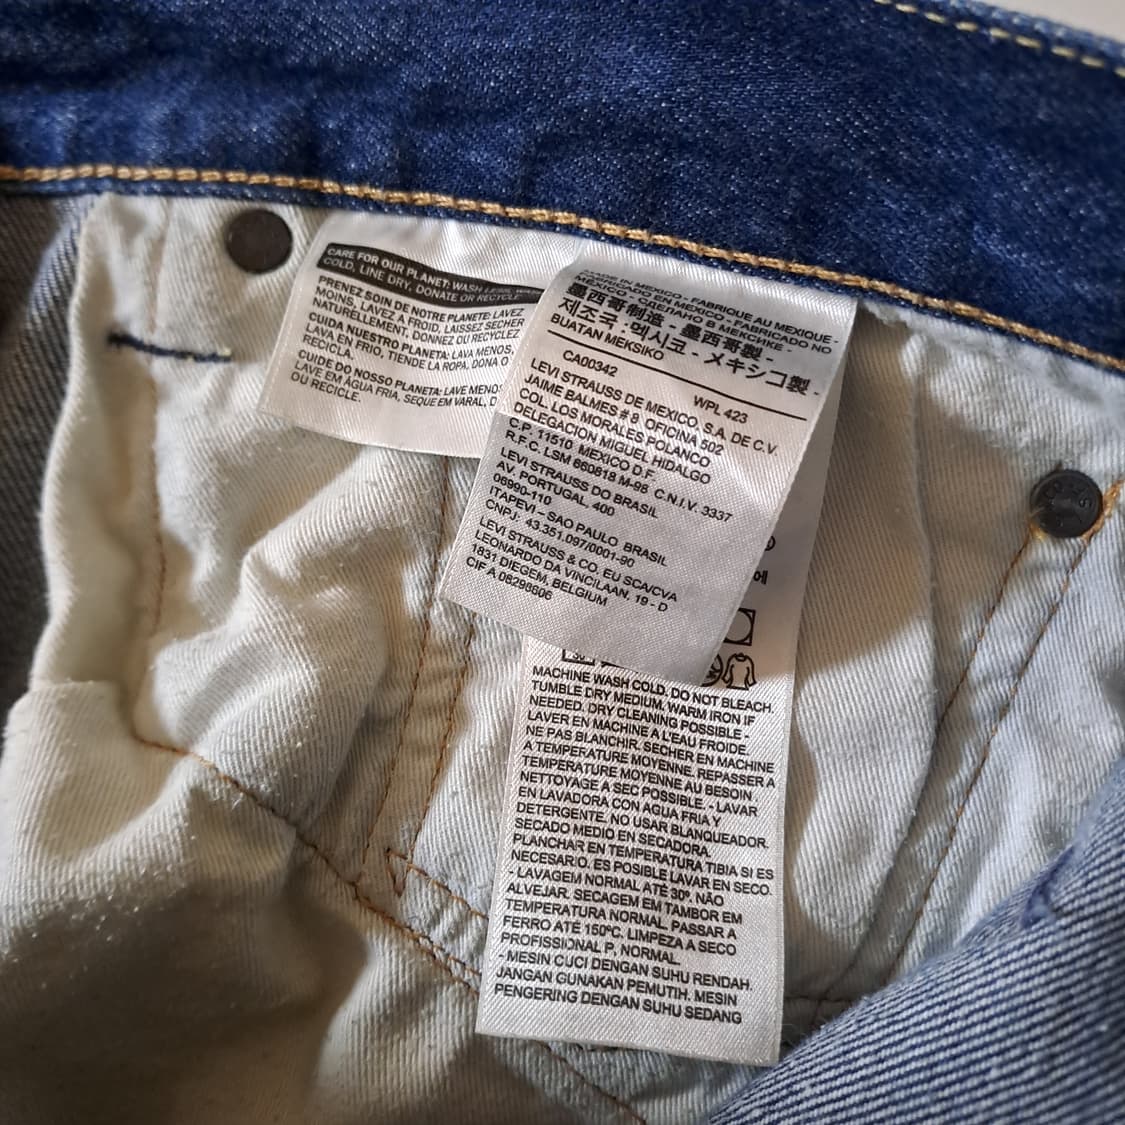 CARE FOR OUR PLANET: WASH LESS, WASH
COLD, LINE DRY, DONATE OR RECYCLE
PRENEZ SOIN DE NOTRE PLANETE: LAVEZ
MOINS, LAVEZ A FROID, LAISSEZ SECHER
NATURELLEMENT. DONNEZ OU RECYCLEZ
CUIDA NUESTRO PLANETA: LAVA MENOS,
LAVA EN FRIO, TIENDE LA ROPA, DONA O
RECICLA.
CUIDE DO NOSSO PLANETA: LAVE MENOS
LAVE EM ÁGUA FRIA, SEQUE EM VARAL, D
OU RECICLE.
MADE IN MEXICO - FABRIQUE AU MEXIQUE -
MEXICO - СДЕЛАНО В МЕКСИКЕ - FABRICADO NO
墨西哥制造 - 墨西哥製 -
제조국 : 멕시코 - メキシコ製 -
BUATAN MEKSIKO
CA00342 WPL 423
LEVI STRAUSS DE MEXICO, S.A. DE C.V.
JAIME BALMES # 8 OFICINA 502
COL. LOS MORALES POLANCO
DELEGACION MIGUEL HIDALGO
C.P. 11510 MEXICO D.F.
R.F.C. LSM 660818 M-98 C.N.I.V. 3337
LEVI STRAUSS DO BRASIL
AV. PORTUGAL, 400
06990-110
ITAPEVI - SAO PAULO BRASIL
CNPJ: 43.351.097/0001-90
LEVI STRAUSS & CO. EU SCA/CVA
LEONARDO DA VINCILAAN, 19 - D
1831 DIEGEM, BELGIUM
CIF A 08298606
에
MACHINE WASH COLD. DO NOT BLEACH.
TUMBLE DRY MEDIUM. WARM IRON IF
NEEDED. DRY CLEANING POSSIBLE -
LAVER EN MACHINE A L'EAU FROIDE.
NE PAS BLANCHIR. SECHER EN MACHINE
A TEMPERATURE MOYENNE. REPASSER A
TEMPERATURE MOYENNE AU BESOIN.
NETTOYAGE A SEC POSSIBLE. - LAVAR
EN LAVADORA CON AGUA FRIA Y
DETERGENTE. NO USAR BLANQUEADOR.
SECADO MEDIO EN SECADORA.
PLANCHAR EN TEMPERATURA TIBIA SI ES
NECESARIO. ES POSIBLE LAVAR EN SECO.
- LAVAGEM NORMAL ATÉ 30º. NÃO
ALVEJAR. SECAGEM EM TAMBOR EM
TEMPERATURA NORMAL. PASSAR A
FERRO ATÉ 150ºC. LIMPEZA A SECO
PROFISSIONAL P, NORMAL.
- MESIN CUCI DENGAN SUHU RENDAH.
JANGAN GUNAKAN PEMUTIH. MESIN
PENGERING DENGAN SUHU SEDANG